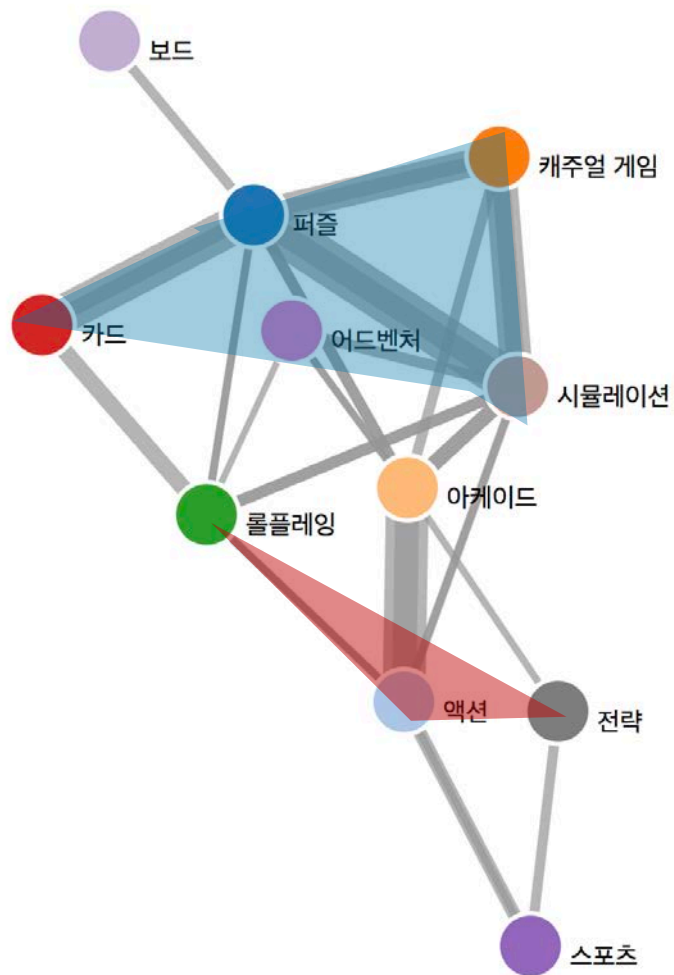 보드
캐주얼 게임
퍼즐
카드
어드벤처
시뮬레이션
아케이드
롤플레잉
액션
전략
스포츠